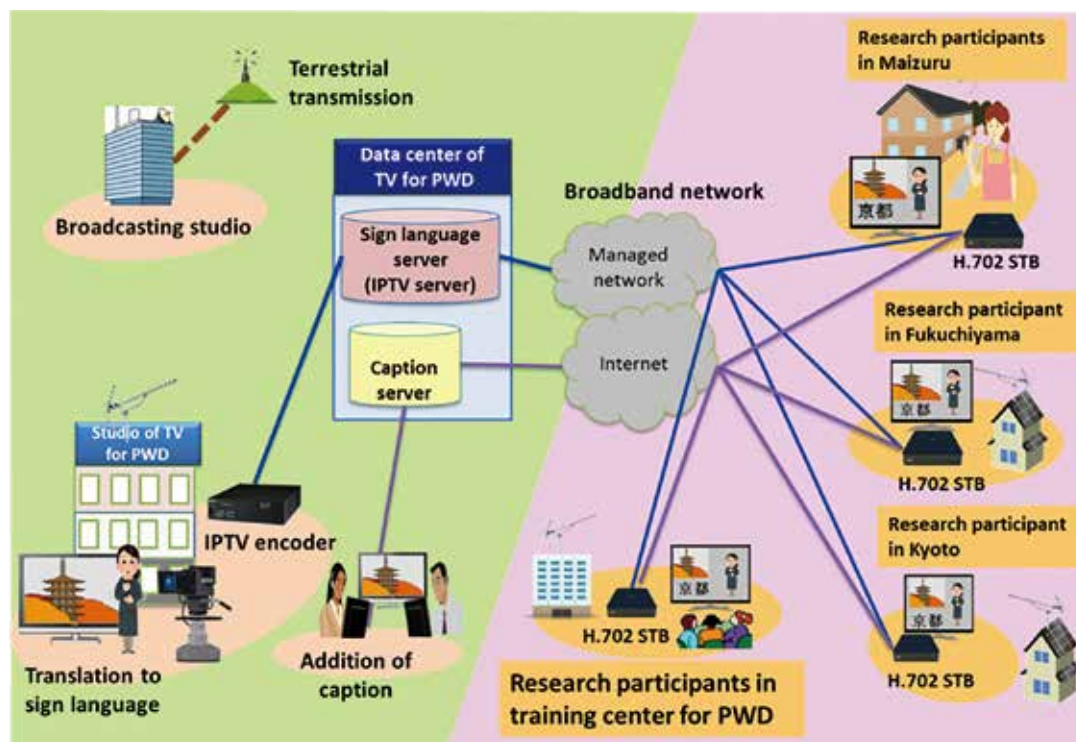 Terrestrial
transmission
Broadcasting studio
Data center of
TV for PWD
Sign language
server
(IPTV server)
Caption
server
Studio of TV
for PWD
IPTV encoder
Translation to
sign language
Addition of
caption
Broadband network
Managed
network
Internet
Research participants
in Maizuru
京都
H.702 STB
Research participant
in Fukuchiyama
京都
H.702 STB
Research participant
in Kyoto
京都
H.702 STB
京都
H.702 STB
Research participants in
training center for PWD